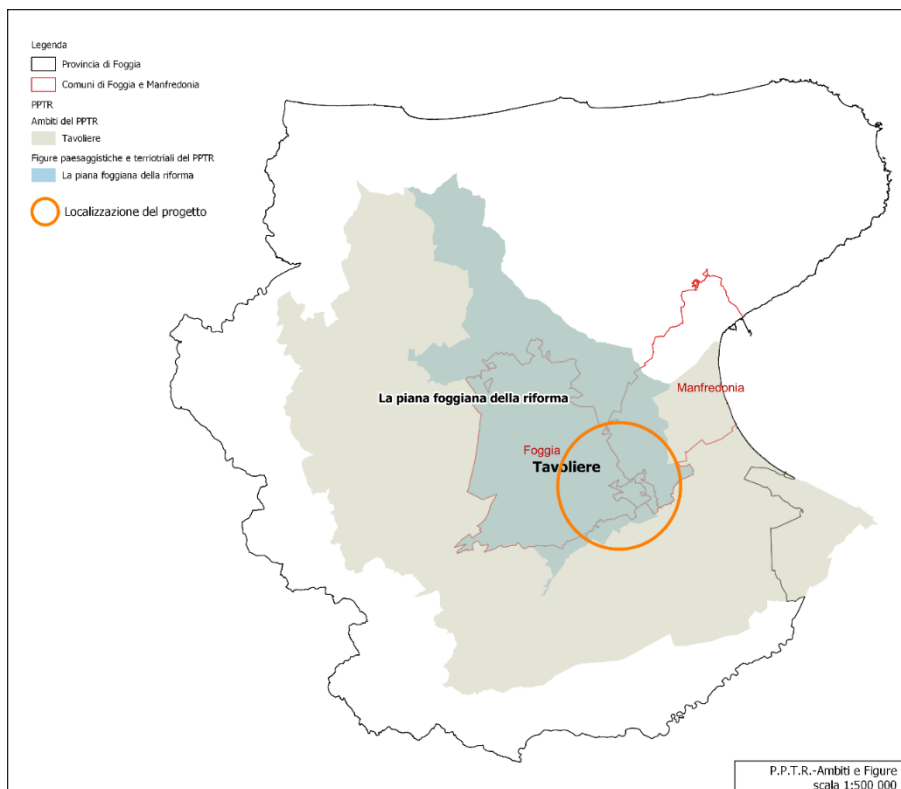 Legenda
Provincia di Foggia
Comuni di Foggia e Manfredonia
PPTR
Ambiti del PPTR
Tavoliere
Figure paesaggistiche e terriotriali del PPTR
La piana foggiana della riforma
Localizzazione del progetto
Manfredonia
La piana foggiana della riforma
Foggia
Tavoliere
P.P.T.R.-Ambiti e Figure
scala 1:500 000